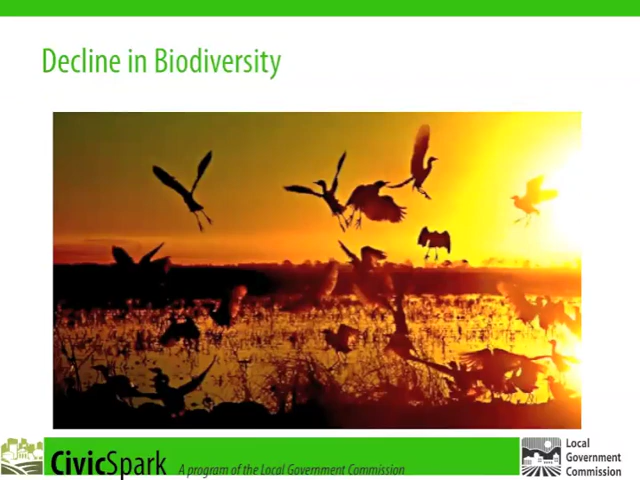 Decline in Biodiversity
CivicSpark A program of the Local Government Commission
Local
Government
Commission